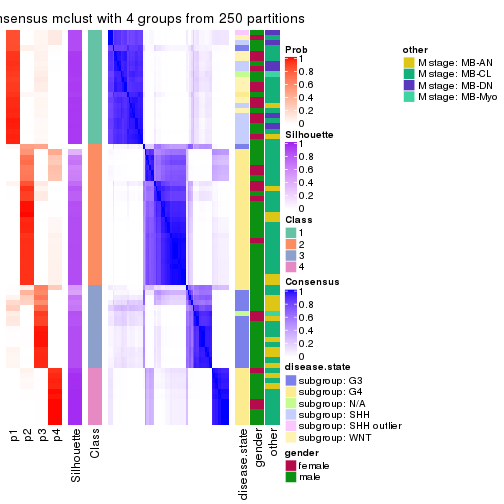 nsensus mclust with 4 groups from 250 partitions
Prob
1
0.8
0.6
0.4
0.2
0
Silhouette
1
0.8
0.6
0.4
0.2
0
Class
1
2
3
4
Consensus
1
0.8
0.6
0.4
0.2
0
disease.state
subgroup: G3
subgroup: G4
subgroup: N/A
subgroup: SHH
subgroup: SHH outlier
subgroup: WNT
gender
female
male
other
M stage: MB-AN
M stage: MB-CL
M stage: MB-DN
M stage: MB-Myo
p1
p2
p3
p4
Silhouette
Class
disease.state
gender
other